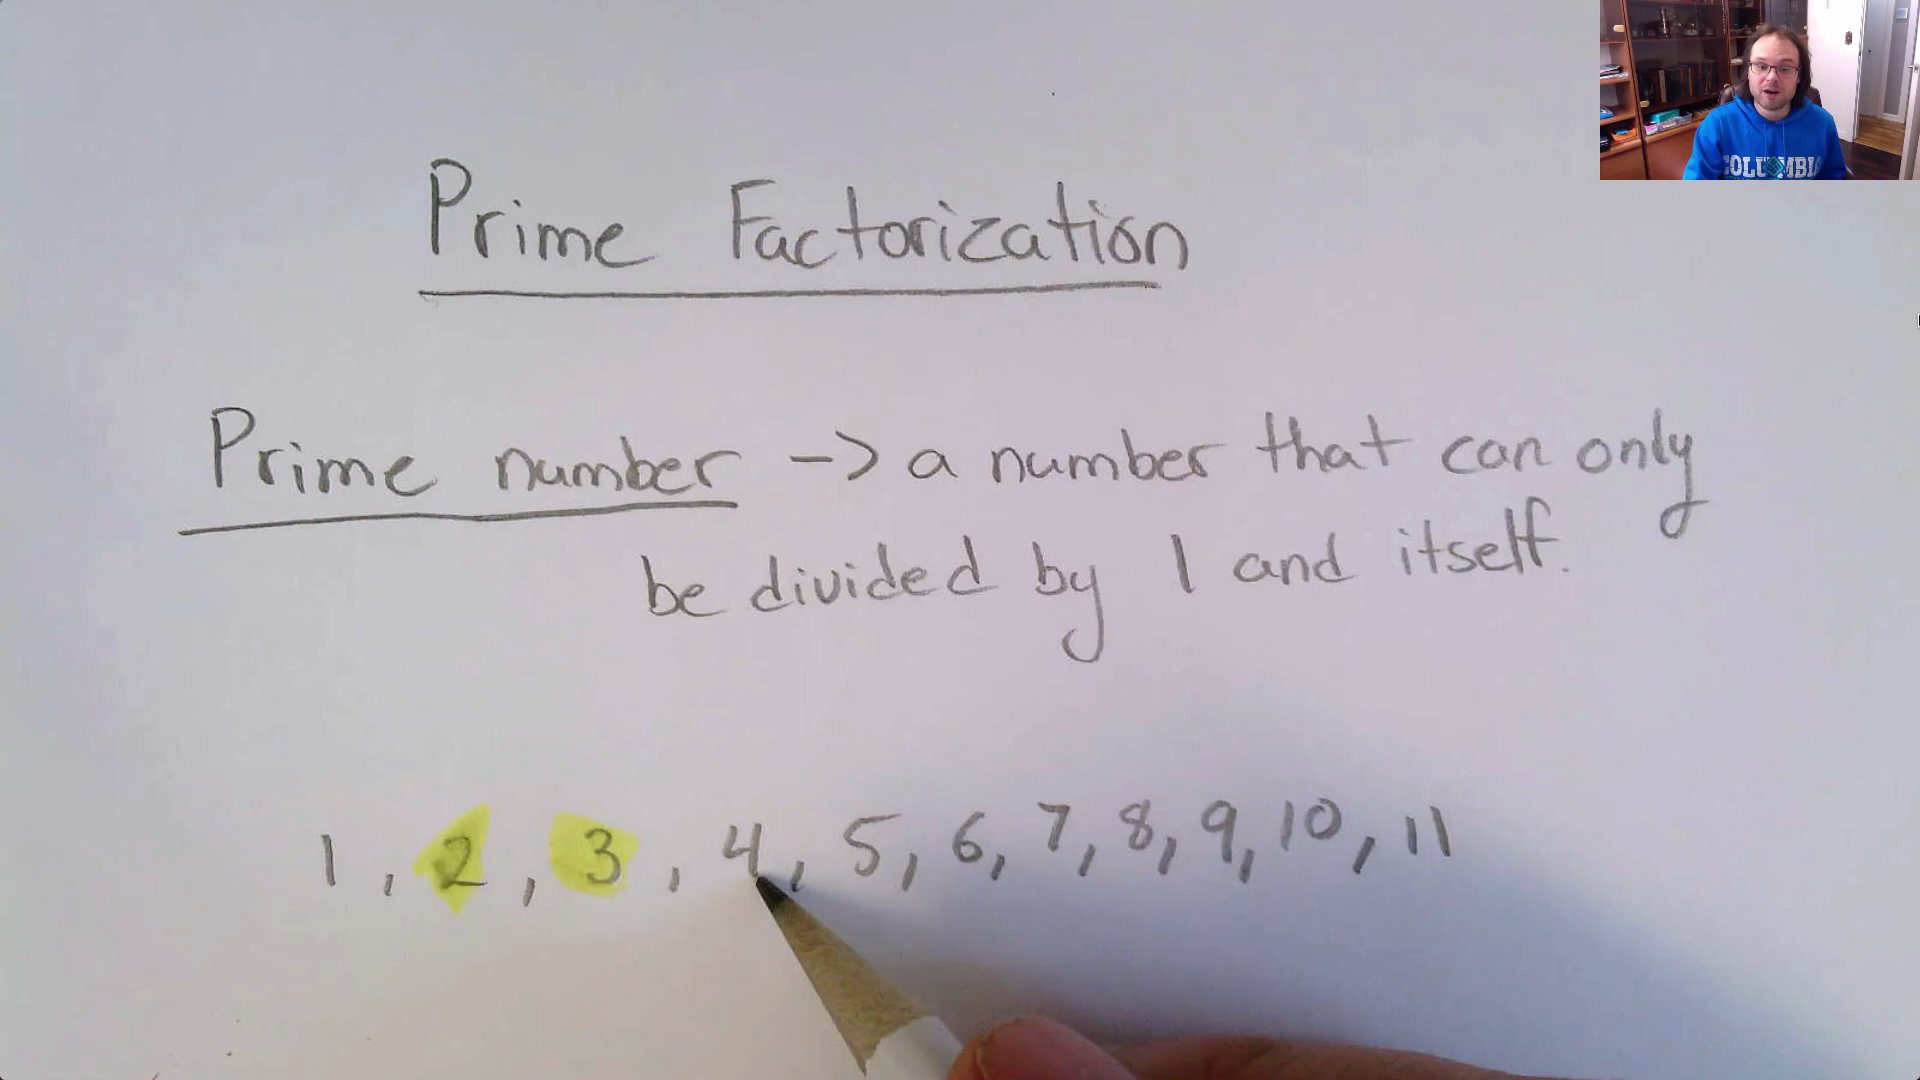 COLUMBIA
Prime Factorization
Prime number -> a number that can only
be divided by 1 and itself.
1, 2, 3, 4, 5, 6, 7, 8, 9, 10, 11